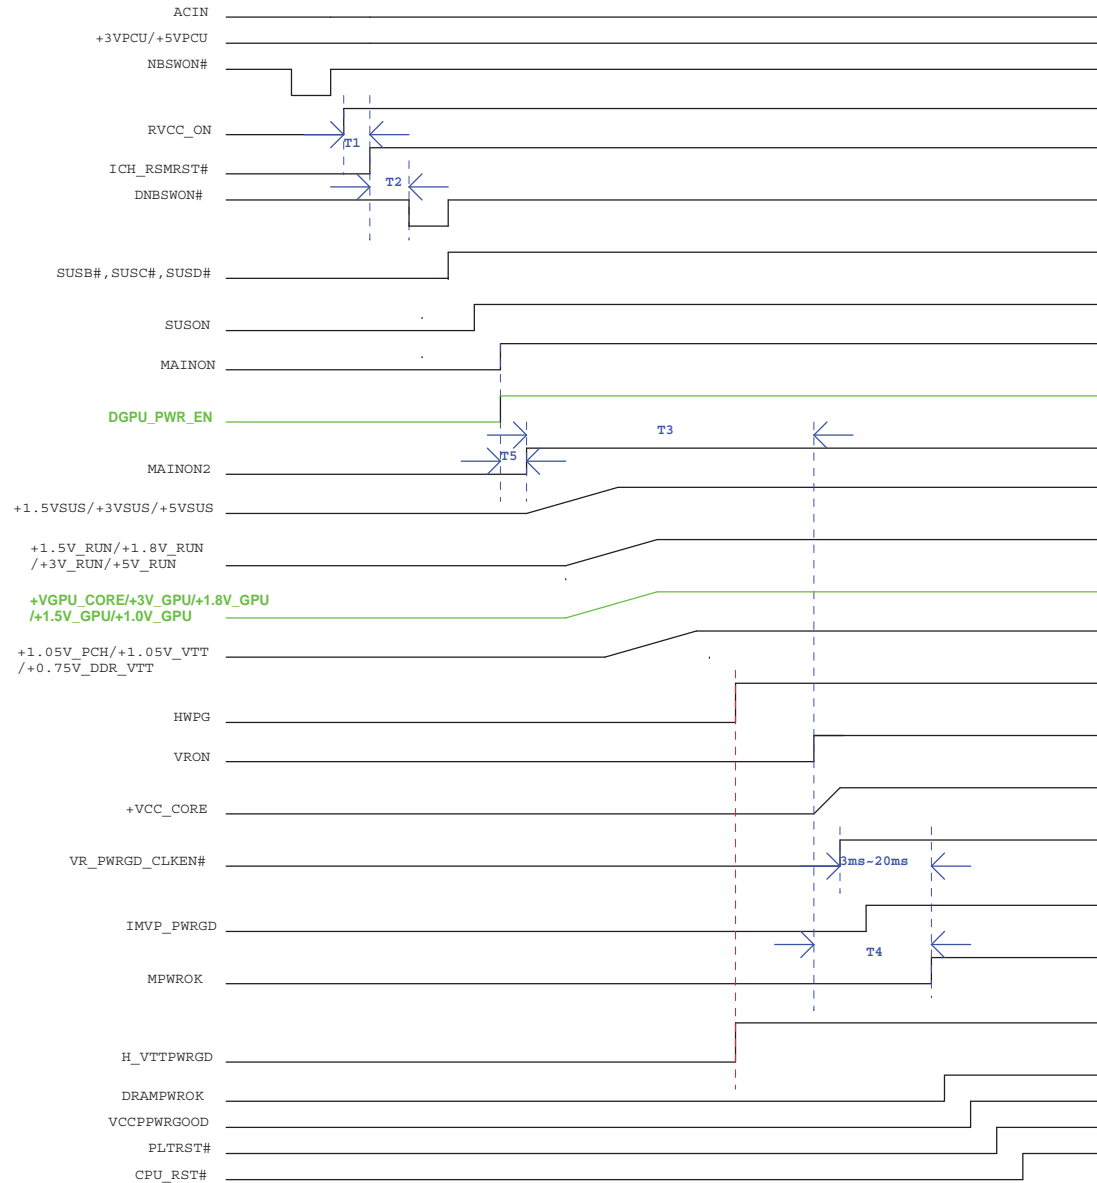 ACIN
+3VPCU/+5VPCU
NBSWON#
RVCC_ON
T1
ICH_RSMRST#
T2
DNBSWON#
SUSB#,SUSC#,SUSD#
SUSON
MAINON
DGPU_PWR_EN
T3
T5
MAINON2
+1.5VSUS/+3VSUS/+5VSUS
+1.5V_RUN/+1.8V_RUN
/+3V_RUN/+5V_RUN
+VGPU_CORE/+3V_GPU/+1.8V_GPU
/+1.5V_GPU/+1.0V_GPU
+1.05V_PCH/+1.05V_VTT
/+0.75V_DDR_VTT
HWPG
VRON
+VCC_CORE
VR_PWRGD_CLKEN#
3ms~20ms
IMVP_PWRGD
T4
MPWROK
H_VTTPWRGD
DRAMPWROK
VCCPPWRGOOD
PLTRST#
CPU_RST#